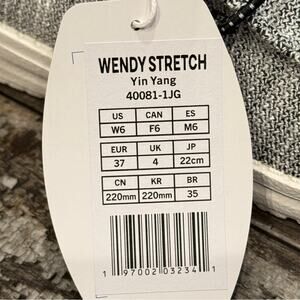 WENDY STRETCH
Yin Yang
40081-1JG
US CAN ES
W6 F6 M6
EUR UK JP
37 4 22cm
CN KR BR
220mm 220mm 35
1 97002 03234 1